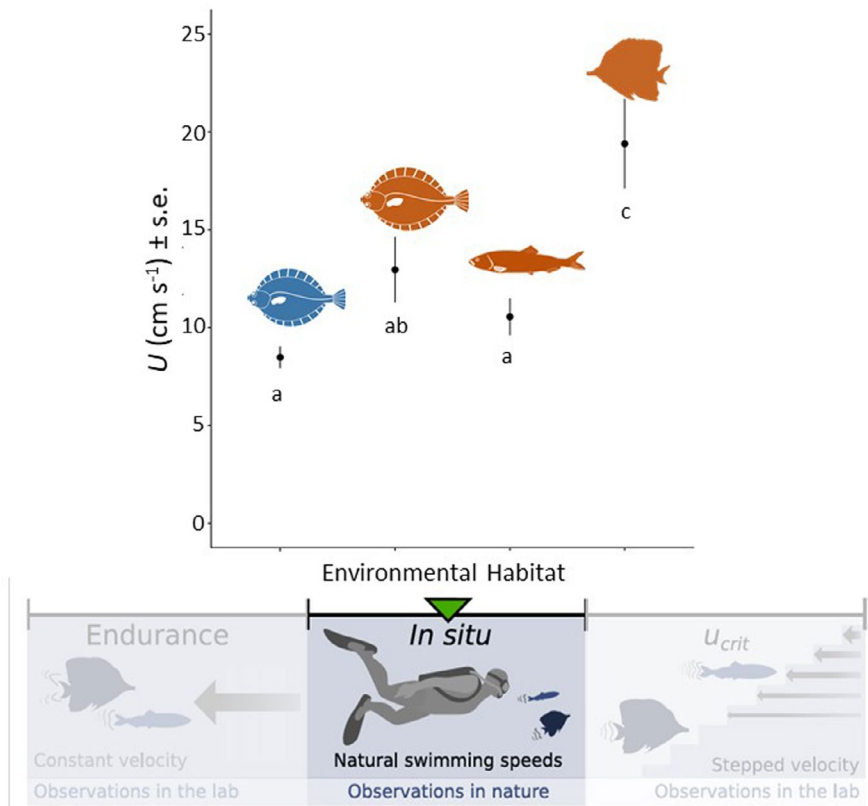 25
20
15
10
5
0
U (cm s⁻¹) ± s.e.
a
ab
a
c
Environmental Habitat
Endurance
In situ
u_crit
Constant velocity
Natural swimming speeds
Stepped velocity
Observations in the lab
Observations in nature
Observations in the lab